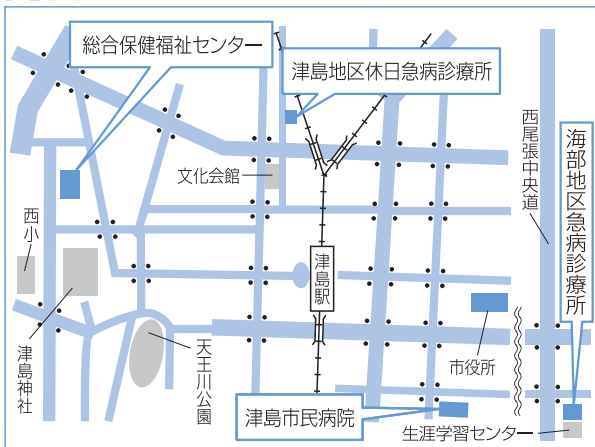 総合保健福祉センター
津島地区休日急病診療所
西尾張中央道
海部地区急病診療所
文化会館
西小
津島駅
津島神社
天王川公園
市役所
津島市民病院
生涯学習センター